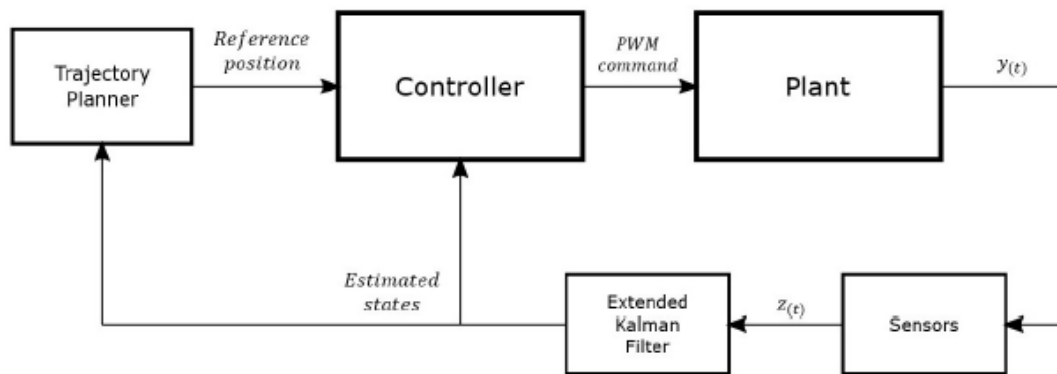 Reference
position
PWM
command
y(t)
Trajectory
Planner
Controller
Plant
Estimated
states
Extended
Kalman
Filter
z(t)
Sensors